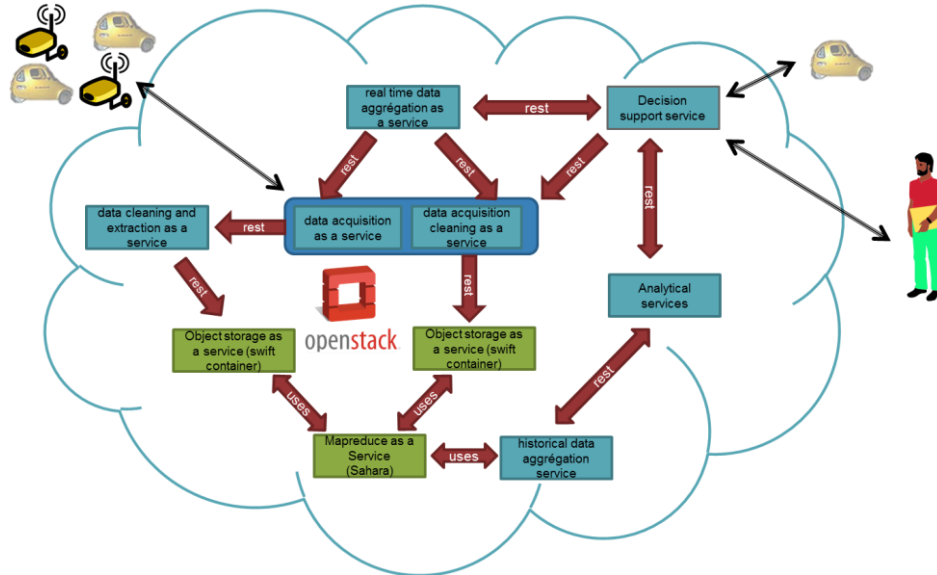 real time data
aggrégation as
a service
rest
Decision
support service
rest
rest
rest
rest
data cleaning and
extraction as a
service
rest
data acquisition
as a service
data acquisition
cleaning as a
service
rest
rest
Analytical
services
openstack
Object storage as
a service (swift
container)
Object storage as
a service (swift
container)
rest
uses
uses
Mapreduce as a
Service
(Sahara)
uses
historical data
aggrégation
service